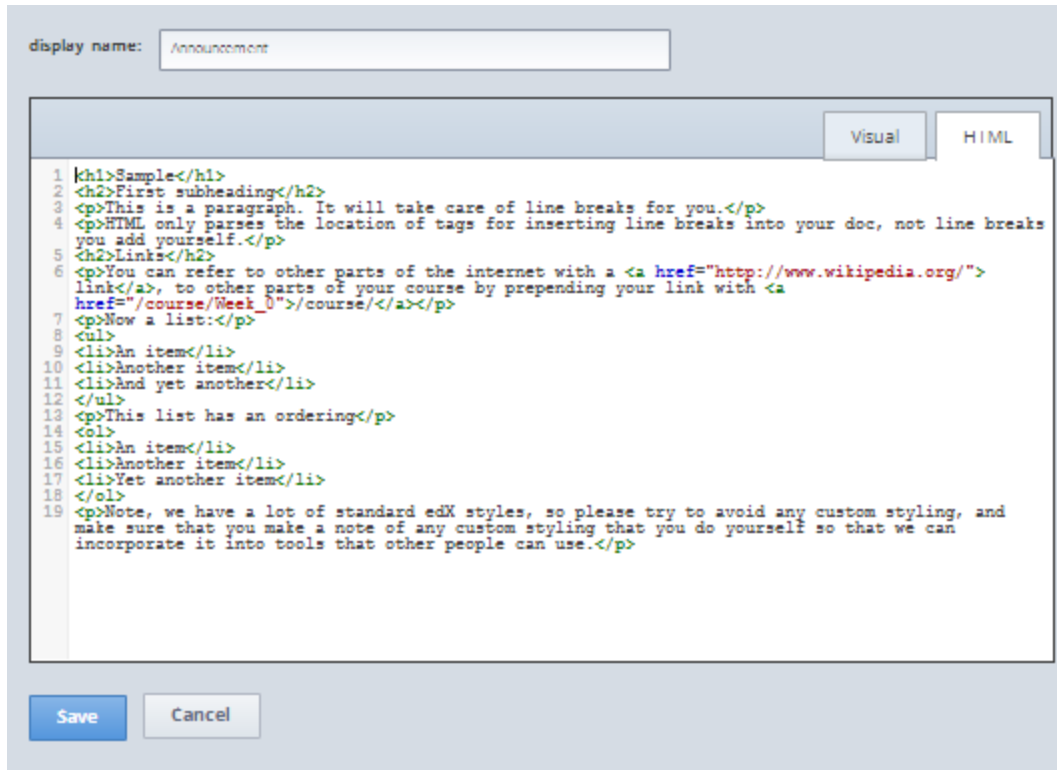 display name: Announcement
Visual HTML
1 <h1>Sample</h1>
2 <h2>First subheading</h2>
3 <p>This is a paragraph. It will take care of line breaks for you.</p>
4 <p>HTML only parses the location of tags for inserting line breaks into your doc, not line breaks
you add yourself.</p>
5 <h2>Links</h2>
6 <p>You can refer to other parts of the internet with a <a href="http://www.wikipedia.org/">
link</a>, to other parts of your course by prepending your link with <a
href="/course/Week_0">/course/</a></p>
7 <p>Now a list:</p>
8 <ul>
9 <li>An item</li>
10 <li>Another item</li>
11 <li>And yet another</li>
12 </ul>
13 <p>This list has an ordering</p>
14 <ol>
15 <li>An item</li>
16 <li>Another item</li>
17 <li>Yet another item</li>
18 </ol>
19 <p>Note, we have a lot of standard edX styles, so please try to avoid any custom styling, and
make sure that you make a note of any custom styling that you do yourself so that we can
incorporate it into tools that other people can use.</p>
Save Cancel